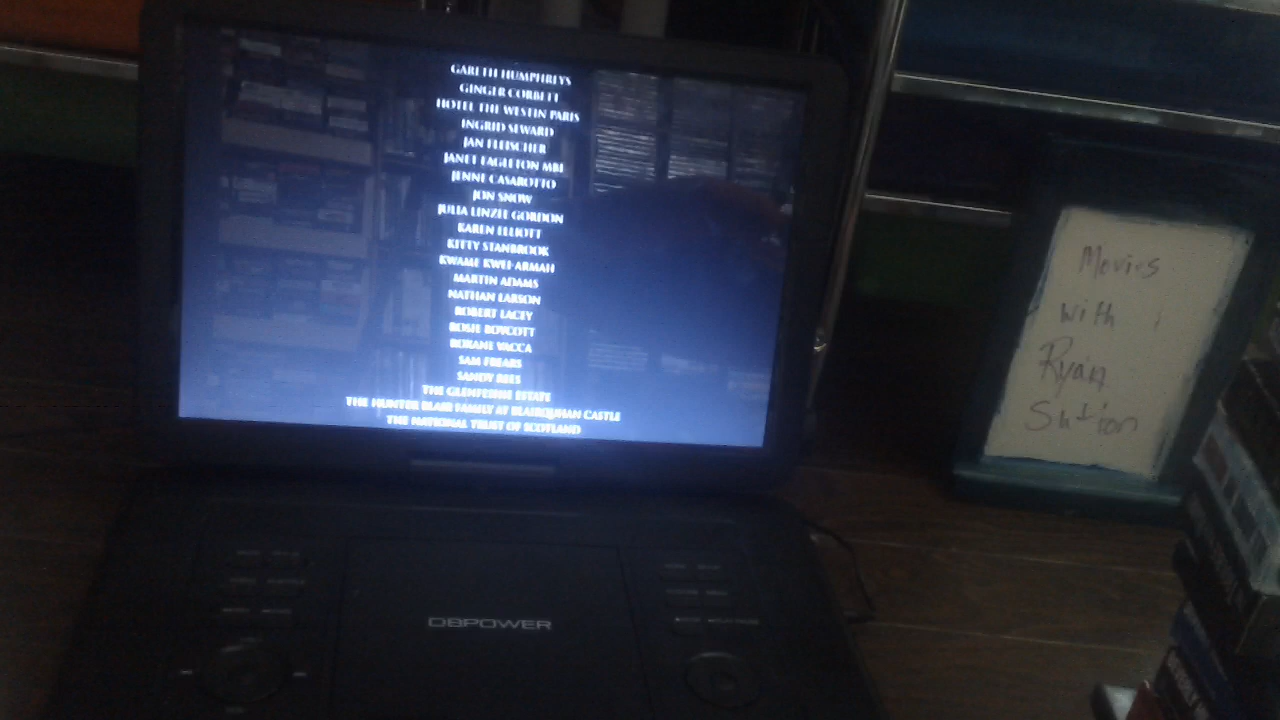 GARETH HUMPHREYS
GINGER CORBETT
HOTEL THE WESTIN PARIS
INGRID SEWARD
JAN FLEISCHER
JANET EAGLETON MBE
JENNE CASAROTTO
JON SNOW
JULIA LINZEE GORDON
KAREN ELLIOTT
KITTY STANBROOK
KWAME KWEI-ARMAH
MARTIN ADAMS
NATHAN LARSON
ROBERT LACEY
ROSIE BOYCOTT
ROXANE VACCA
SAM FREARS
SANDY REES
THE GLENFESHIE ESTATE
THE HUNTER BLAIR FAMILY AT BLAIRQUHAN CASTLE
THE NATIONAL TRUST OF SCOTLAND
DBPOWER
Movies
with
Ryan